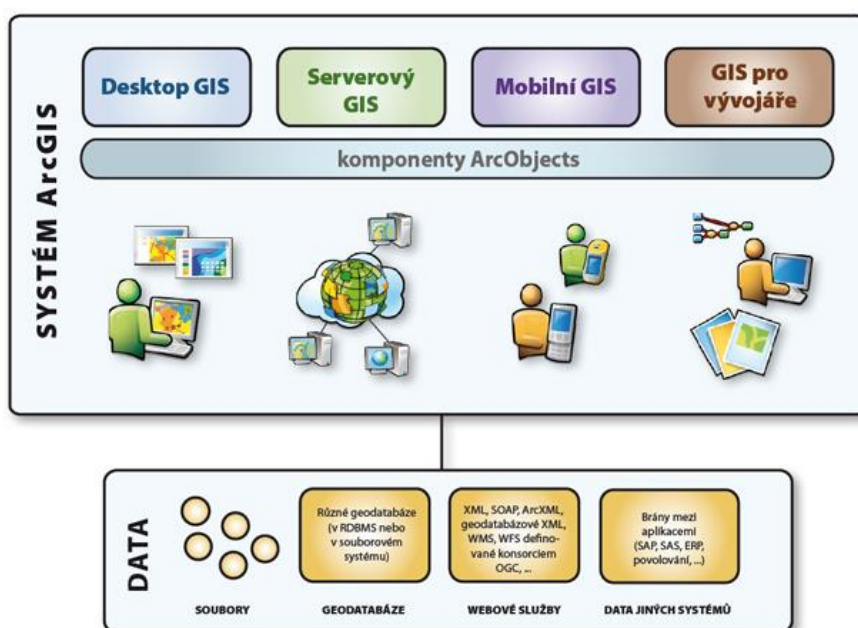 SYSTÉM ArcGIS
Desktop GIS
Serverový
GIS
Mobilní GIS
GIS pro
vývojáře
komponenty ArcObjects
DATA
Různé geodatabáze
(v RDBMS nebo
v souborovém
systému)
XML, SOAP, ArcXML,
geodatabázové XML,
WMS, WFS defino-
vané konsorciem
OGC, ...
Brány mezi
aplikacemi
(SAP, SAS, ERP,
povolování, ...)
SOUBORY
GEODATABÁZE
WEBOVÉ SLUŽBY
DATA JINÝCH SYSTÉMŮ